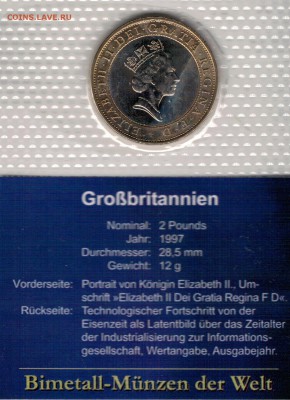 COINS.LAVE.RU
ELIZABETH II DEI GRATIA REGINA F D
Großbritannien
Nominal: 2 Pounds
Jahr: 1997
Durchmesser: 28,5 mm
Gewicht: 12 g
Vorderseite: Portrait von Königin Elizabeth II., Um-
schrift »Elizabeth II Dei Gratia Regina F D«.
Rückseite: Technologischer Fortschritt von der
Eisenzeit als Latentbild über das Zeitalter
der Industrialisierung zur Informations-
gesellschaft, Wertangabe, Ausgabejahr.
Bimetall-Münzen der Welt